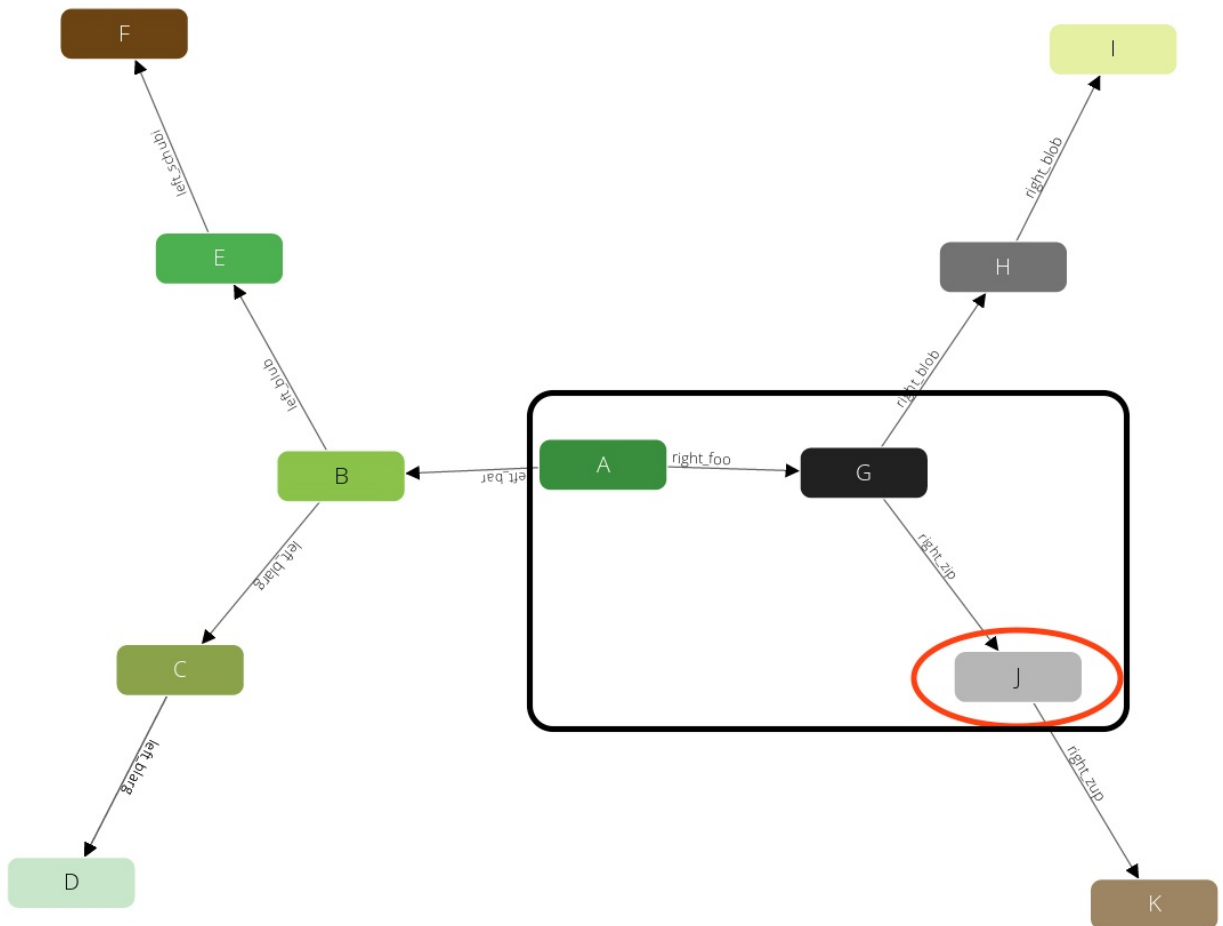 F
I
left_schubi
right_blob
E
H
left_blub
right_blob
A
right_foo
G
B
left_bar
left_blarg
right_zip
C
J
left_blarg
right_zup
D
K